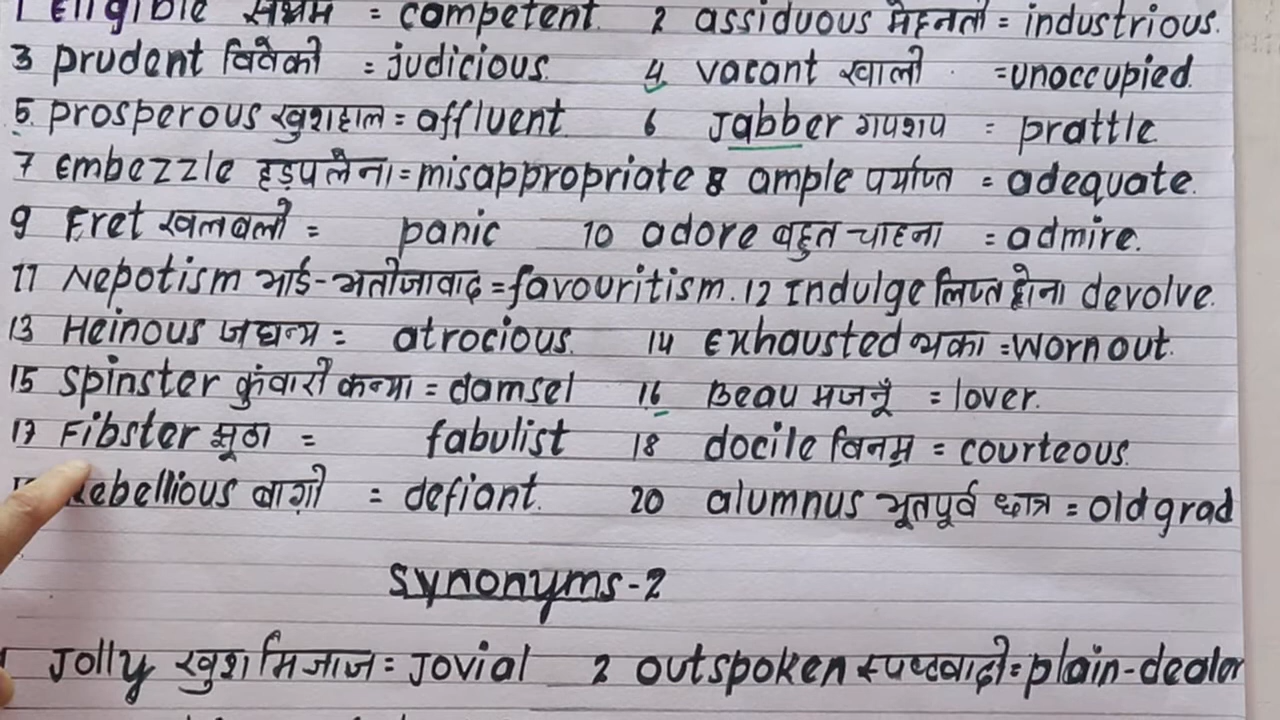 1 Eligible सक्षम = competent. 2 assiduous मेहनती = industrious.
3 prudent विवेकी = judicious. 4 vacant खाली = unoccupied.
5. prosperous खुशहाल = affluent 6 Jabber गपशप = prattle
7 Embezzle हड़पलेना = misappropriate 8 ample पर्याप्त = adequate.
9 Fret खलबली = panic 10 adore बहुत चाहना = admire.
11 Nepotism भाई-भतीजावाद = favouritism. 12 Indulge लिप्त होना devolve.
13 Heinous जघन्य = atrocious. 14 Exhausted थका = worn out.
15 Spinster कुंवारी कन्या = damsel 16 Beau मजनूँ = lover.
17 Fibster झूठा = fabulist 18 docile विनम्र = courteous.
Rebellious बाग़ी = defiant. 20 alumnus भूतपूर्व छात्र = old grad
Synonyms-2
Jolly खुशमिजाज = Jovial 2 outspoken स्पष्टवादी = plain-dealer